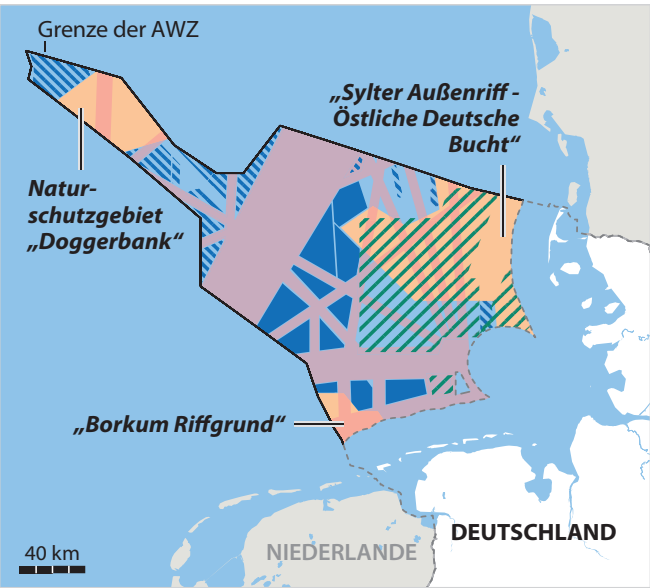 Grenze der AWZ
„Sylter Außenriff -
Östliche Deutsche
Bucht“
Natur-
schutzgebiet
„Doggerbank“
„Borkum Riffgrund“
DEUTSCHLAND
NIEDERLANDE
40 km